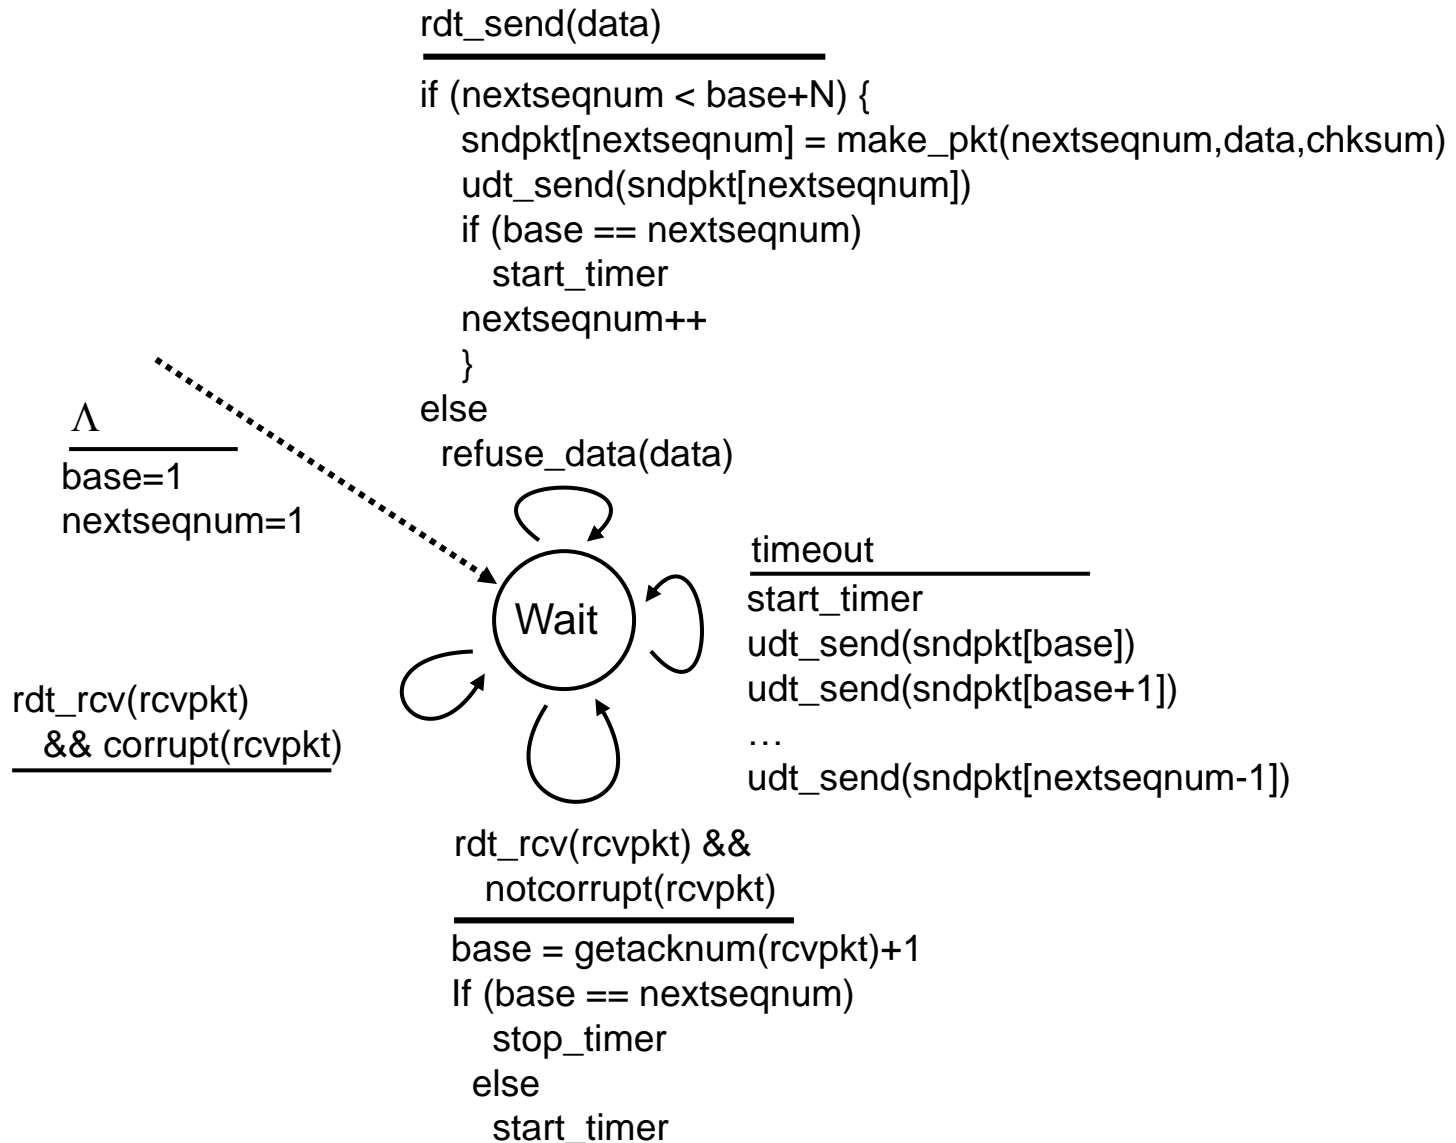 rdt_send(data)
if (nextseqnum < base+N) {
sndpkt[nextseqnum] = make_pkt(nextseqnum,data,chksum)
udt_send(sndpkt[nextseqnum])
if (base == nextseqnum)
start_timer
nextseqnum++
}
else
refuse_data(data)
Λ
base=1
nextseqnum=1
Wait
timeout
start_timer
udt_send(sndpkt[base])
udt_send(sndpkt[base+1])
…
udt_send(sndpkt[nextseqnum-1])
rdt_rcv(rcvpkt)
&& corrupt(rcvpkt)
rdt_rcv(rcvpkt) &&
notcorrupt(rcvpkt)
base = getacknum(rcvpkt)+1
If (base == nextseqnum)
stop_timer
else
start_timer